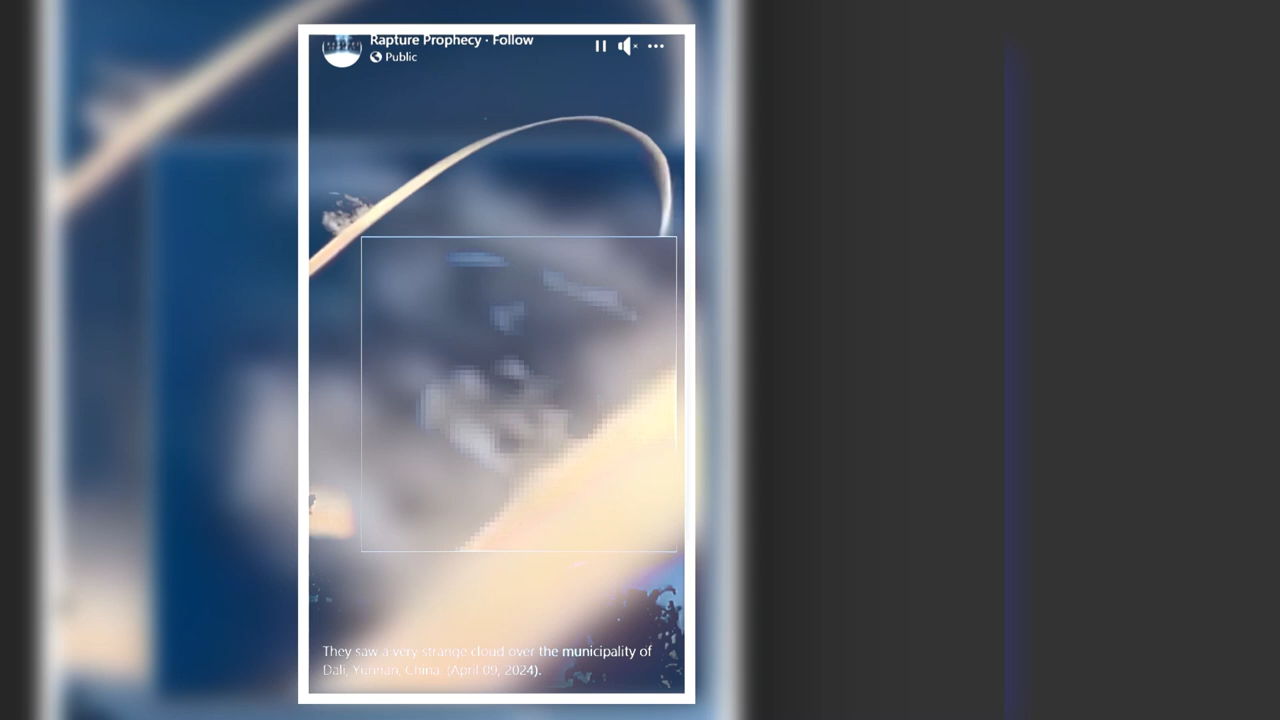 Rapture Prophecy · Follow
Public
They saw a very strange cloud over the municipality of
Dali, Yunnan, China. (April 09, 2024).